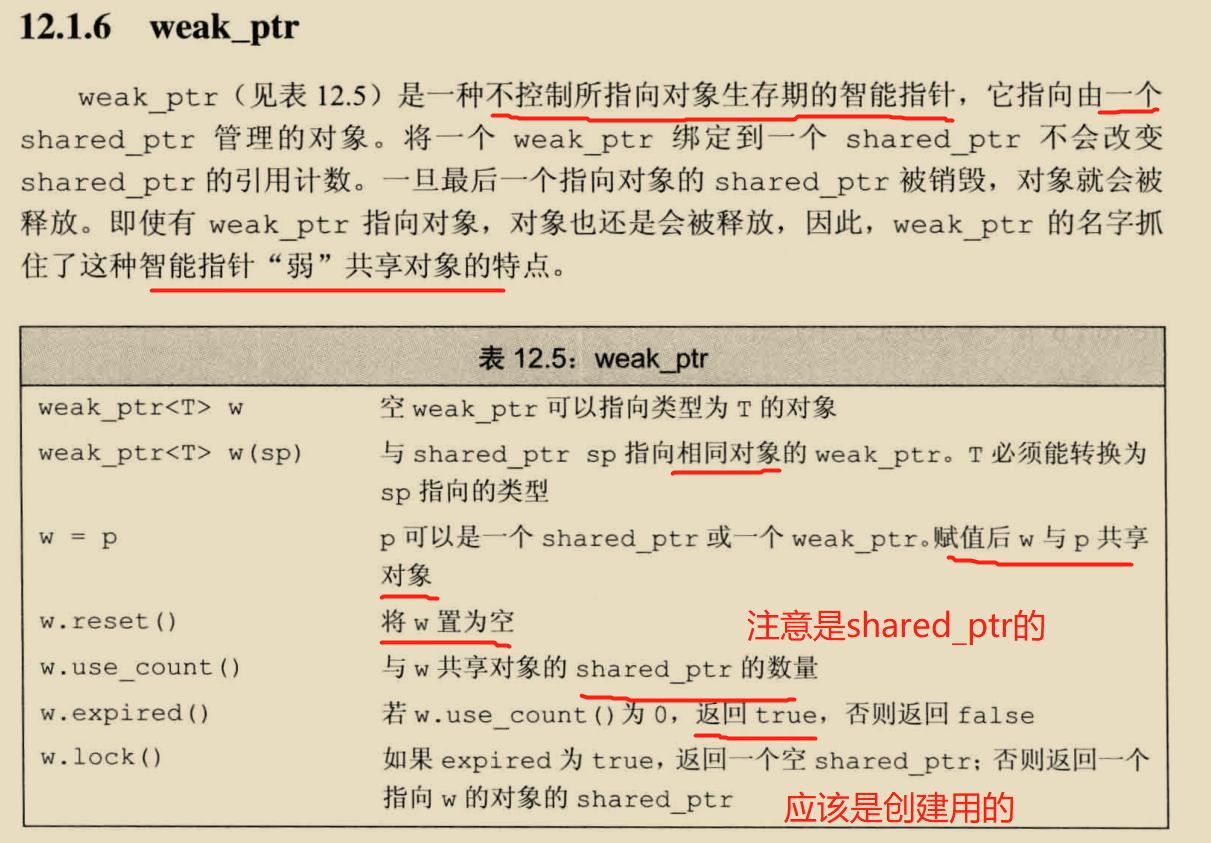 12.1.6 weak_ptr
weak_ptr（见表 12.5）是一种不控制所指向对象生存期的智能指针，它指向由一个
shared_ptr 管理的对象。将一个 weak_ptr 绑定到一个 shared_ptr 不会改变
shared_ptr 的引用计数。一旦最后一个指向对象的 shared_ptr 被销毁，对象就会被
释放。即使有 weak_ptr 指向对象，对象也还是会被释放，因此，weak_ptr 的名字抓
住了这种智能指针“弱”共享对象的特点。
表 12.5：weak_ptr
weak_ptr<T> w 空 weak_ptr 可以指向类型为 T 的对象
weak_ptr<T> w(sp) 与 shared_ptr sp 指向相同对象的 weak_ptr。T 必须能转换为
sp 指向的类型
w = p p 可以是一个 shared_ptr 或一个 weak_ptr。赋值后 w 与 p 共享
对象
w.reset() 将 w 置为空 注意是shared_ptr的
w.use_count() 与 w 共享对象的 shared_ptr 的数量
w.expired() 若 w.use_count() 为 0，返回 true，否则返回 false
w.lock() 如果 expired 为 true，返回一个空 shared_ptr；否则返回一个
指向 w 的对象的 shared_ptr 应该是创建用的